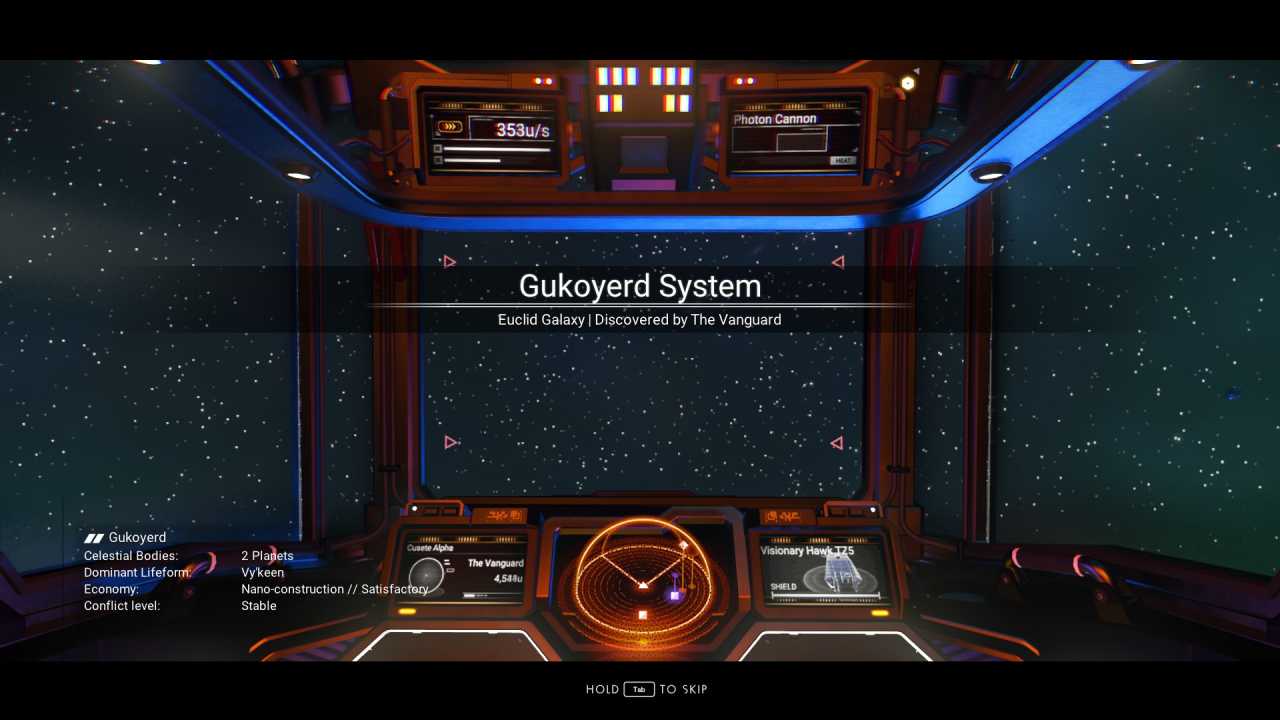 353u/s
Photon Cannon
HEAT
Gukoyerd System
Euclid Galaxy | Discovered by The Vanguard
Gukoyerd
Celestial Bodies: 2 Planets
Dominant Lifeform: Vy'keen
Economy: Nano-construction // Satisfactory
Conflict level: Stable
Cusete Alpha
The Vanguard
4,548u
Visionary Hawk TZ5
SHIELD
HOLD Tab TO SKIP